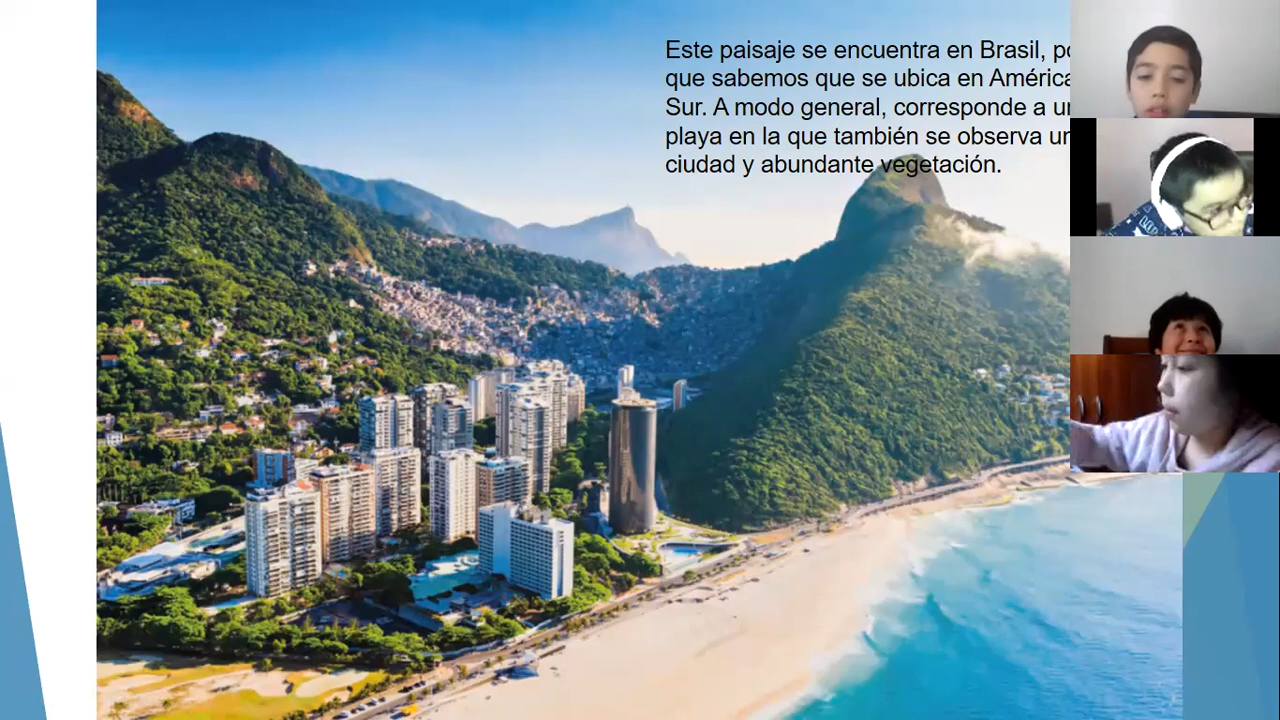 Este paisaje se encuentra en Brasil,
que sabemos que se ubica en América
Sur. A modo general, corresponde a
playa en la que también se observa
ciudad y abundante vegetación.